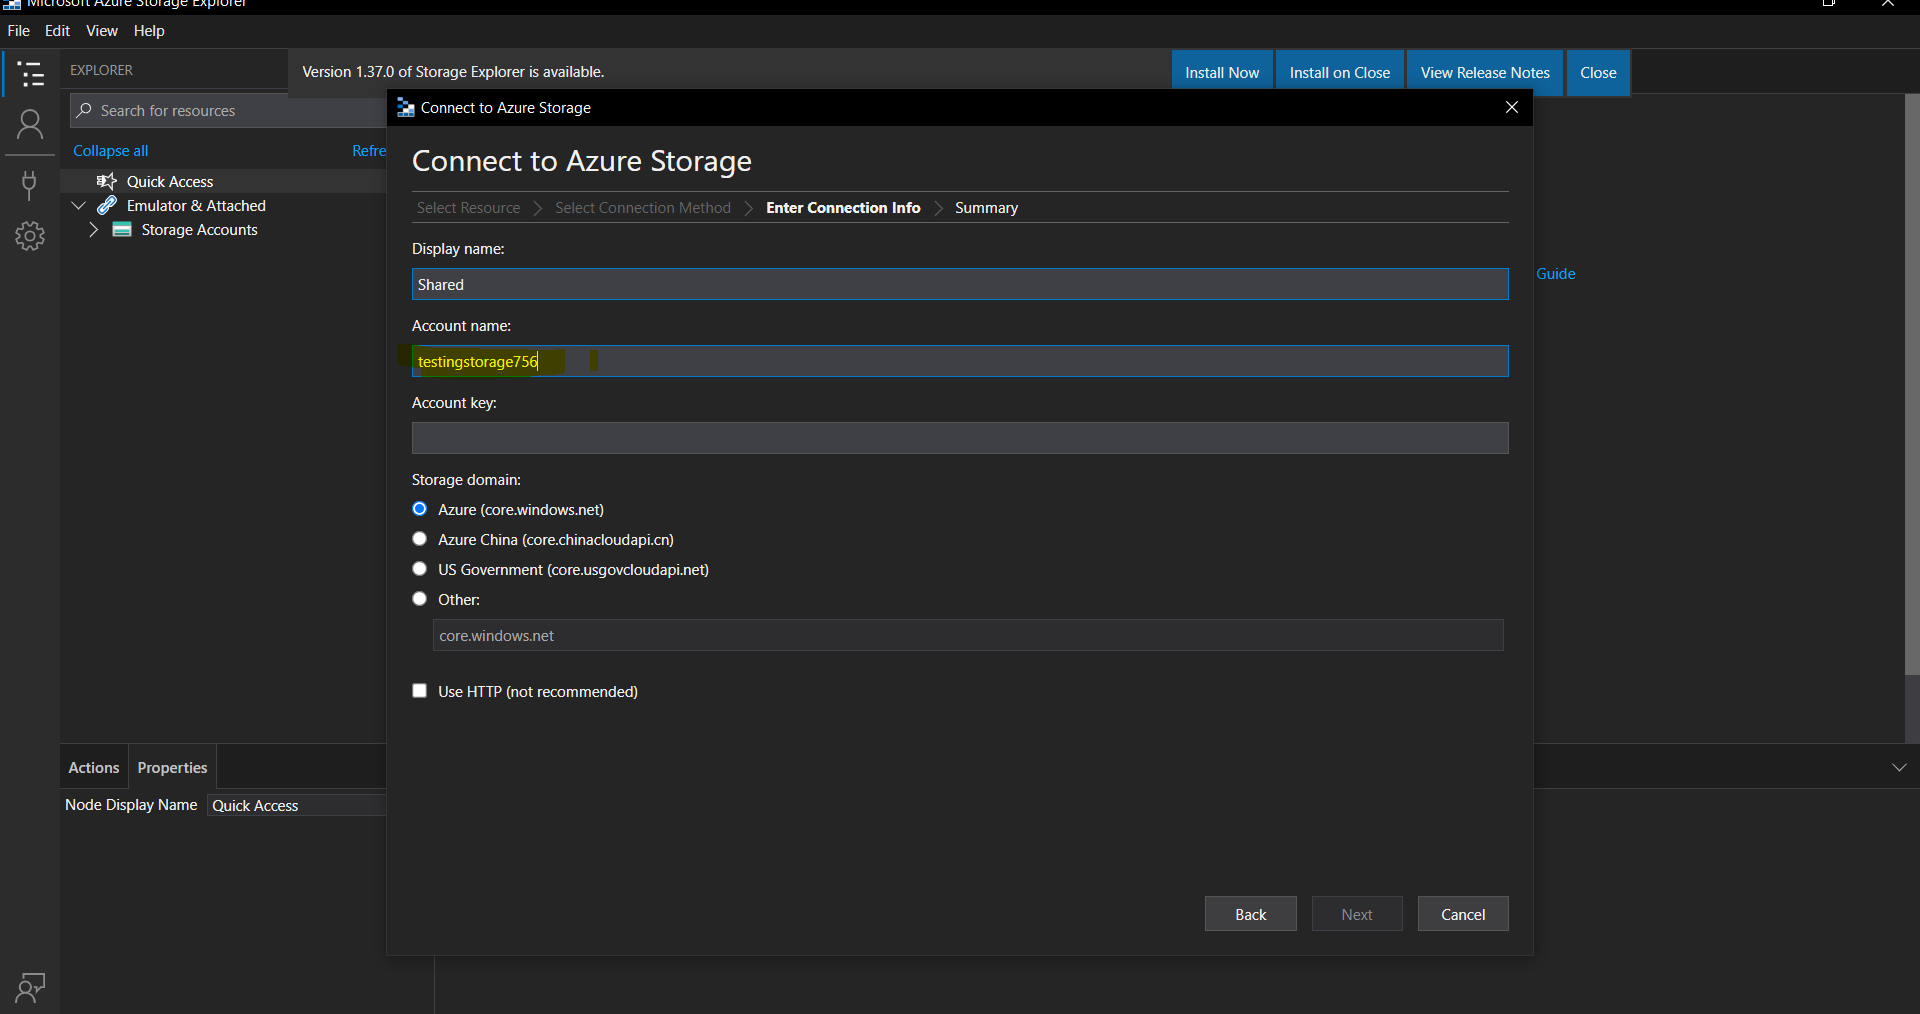 Microsoft Azure Storage Explorer
File Edit View Help
EXPLORER
Version 1.37.0 of Storage Explorer is available.
Install Now Install on Close View Release Notes Close
Search for resources
Collapse all Refre
Quick Access
Emulator & Attached
Storage Accounts
Connect to Azure Storage
Connect to Azure Storage
Select Resource Select Connection Method Enter Connection Info Summary
Display name:
Shared
Account name:
testingstorage756
Account key:
Storage domain:
Azure (core.windows.net)
Azure China (core.chinacloudapi.cn)
US Government (core.usgovcloudapi.net)
Other:
core.windows.net
Use HTTP (not recommended)
Back Next Cancel
Guide
Actions Properties
Node Display Name Quick Access